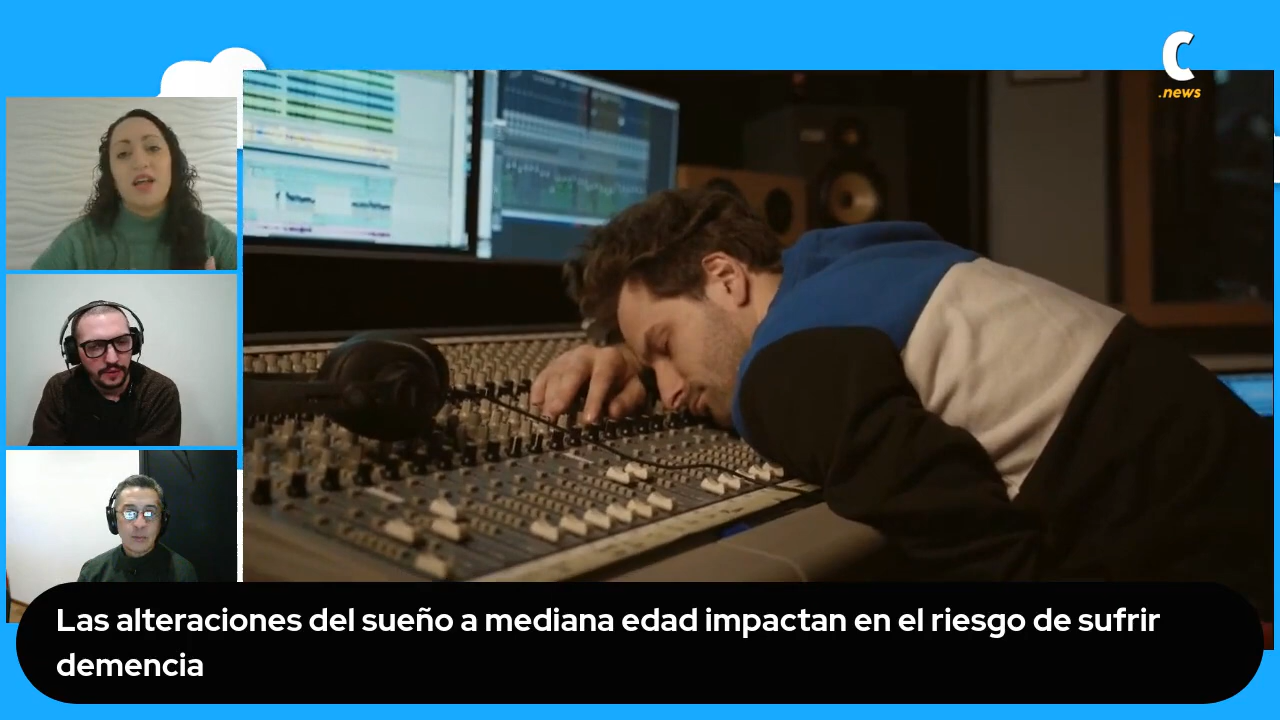 C
.news
Las alteraciones del sueño a mediana edad impactan en el riesgo de sufrir
demencia